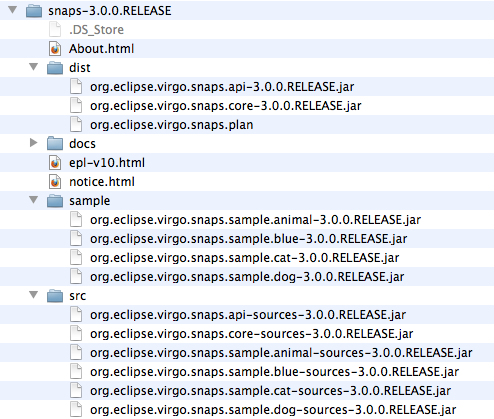 snaps-3.0.0.RELEASE
.DS_Store
About.html
dist
org.eclipse.virgo.snaps.api-3.0.0.RELEASE.jar
org.eclipse.virgo.snaps.core-3.0.0.RELEASE.jar
org.eclipse.virgo.snaps.plan
docs
epl-v10.html
notice.html
sample
org.eclipse.virgo.snaps.sample.animal-3.0.0.RELEASE.jar
org.eclipse.virgo.snaps.sample.blue-3.0.0.RELEASE.jar
org.eclipse.virgo.snaps.sample.cat-3.0.0.RELEASE.jar
org.eclipse.virgo.snaps.sample.dog-3.0.0.RELEASE.jar
src
org.eclipse.virgo.snaps.api-sources-3.0.0.RELEASE.jar
org.eclipse.virgo.snaps.core-sources-3.0.0.RELEASE.jar
org.eclipse.virgo.snaps.sample.animal-sources-3.0.0.RELEASE.jar
org.eclipse.virgo.snaps.sample.blue-sources-3.0.0.RELEASE.jar
org.eclipse.virgo.snaps.sample.cat-sources-3.0.0.RELEASE.jar
org.eclipse.virgo.snaps.sample.dog-sources-3.0.0.RELEASE.jar